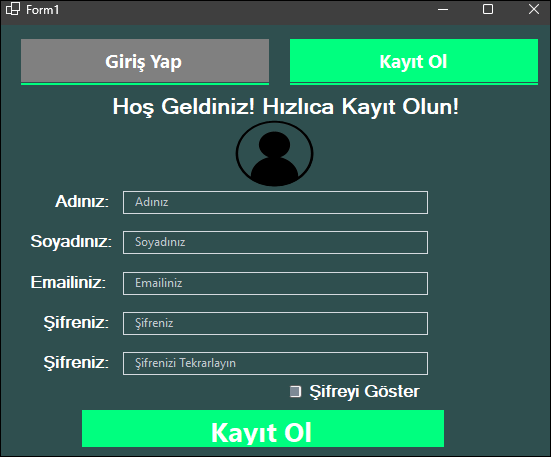 Form1
Giriş Yap
Kayıt Ol
Hoş Geldiniz! Hızlıca Kayıt Olun!
Adınız: Adınız
Soyadınız: Soyadınız
Emailiniz: Emailiniz
Şifreniz: Şifreniz
Şifreniz: Şifrenizi Tekrarlayın
Şifreyi Göster
Kayıt Ol